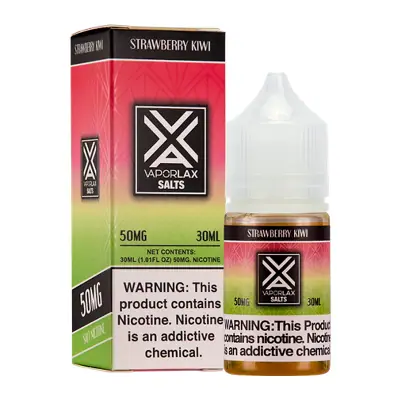 STRAWBERRY KIWI
VAPORLAX
SALTS
50MG 30ML
NET CONTENTS:
30ML (1.01FL OZ) 50MG. NICOTINE
WARNING: This
product contains
Nicotine. Nicotine
is an addictive
chemical.
50MG
SALT NICOTINE
STRAWBERRY KIWI
VAPORLAX
SALTS
50MG 30ML
WARNING:This Product
contains nicotine. Nicotine
is an addictive chemical.